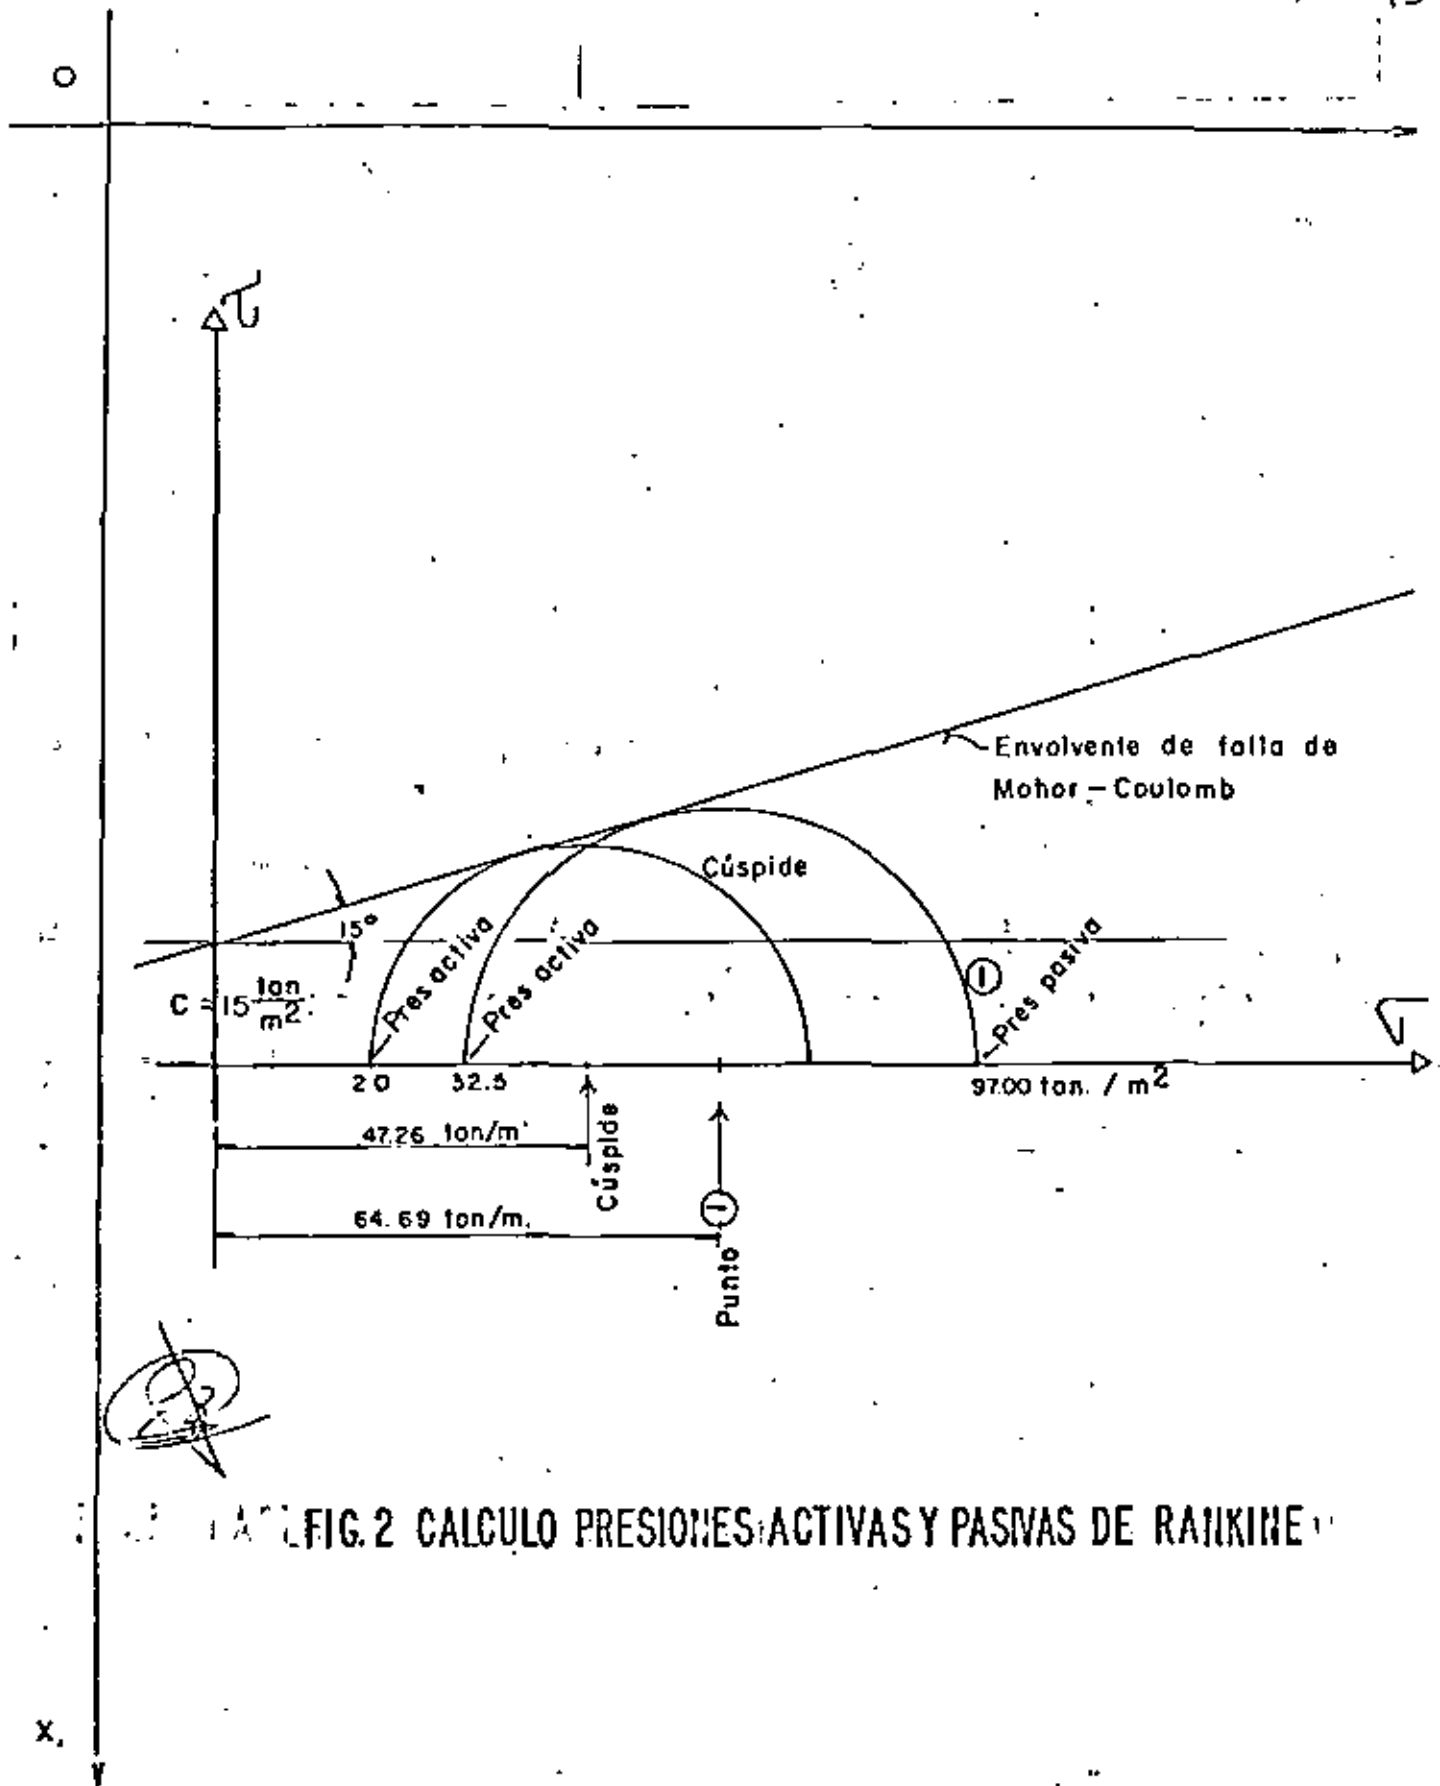 O
τ
Envolvente de falla de
Mohor – Coulomb
Cúspide
15°
Pres activa
Pres activa
Pres pasiva
①
C = 15 ton/m2
σ
20
32.5
97.00 ton. / m2
47.26 ton/m
Cúspide
64.69 ton/m.
Punto ①
FIG. 2 CALCULO PRESIONES ACTIVAS Y PASIVAS DE RANKINE
X.